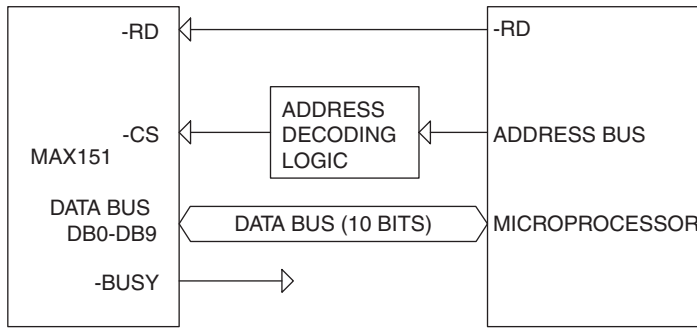 -RD
-RD
ADDRESS
DECODING
LOGIC
-CS
ADDRESS BUS
MAX151
DATA BUS
DB0-DB9
DATA BUS (10 BITS)
MICROPROCESSOR
-BUSY